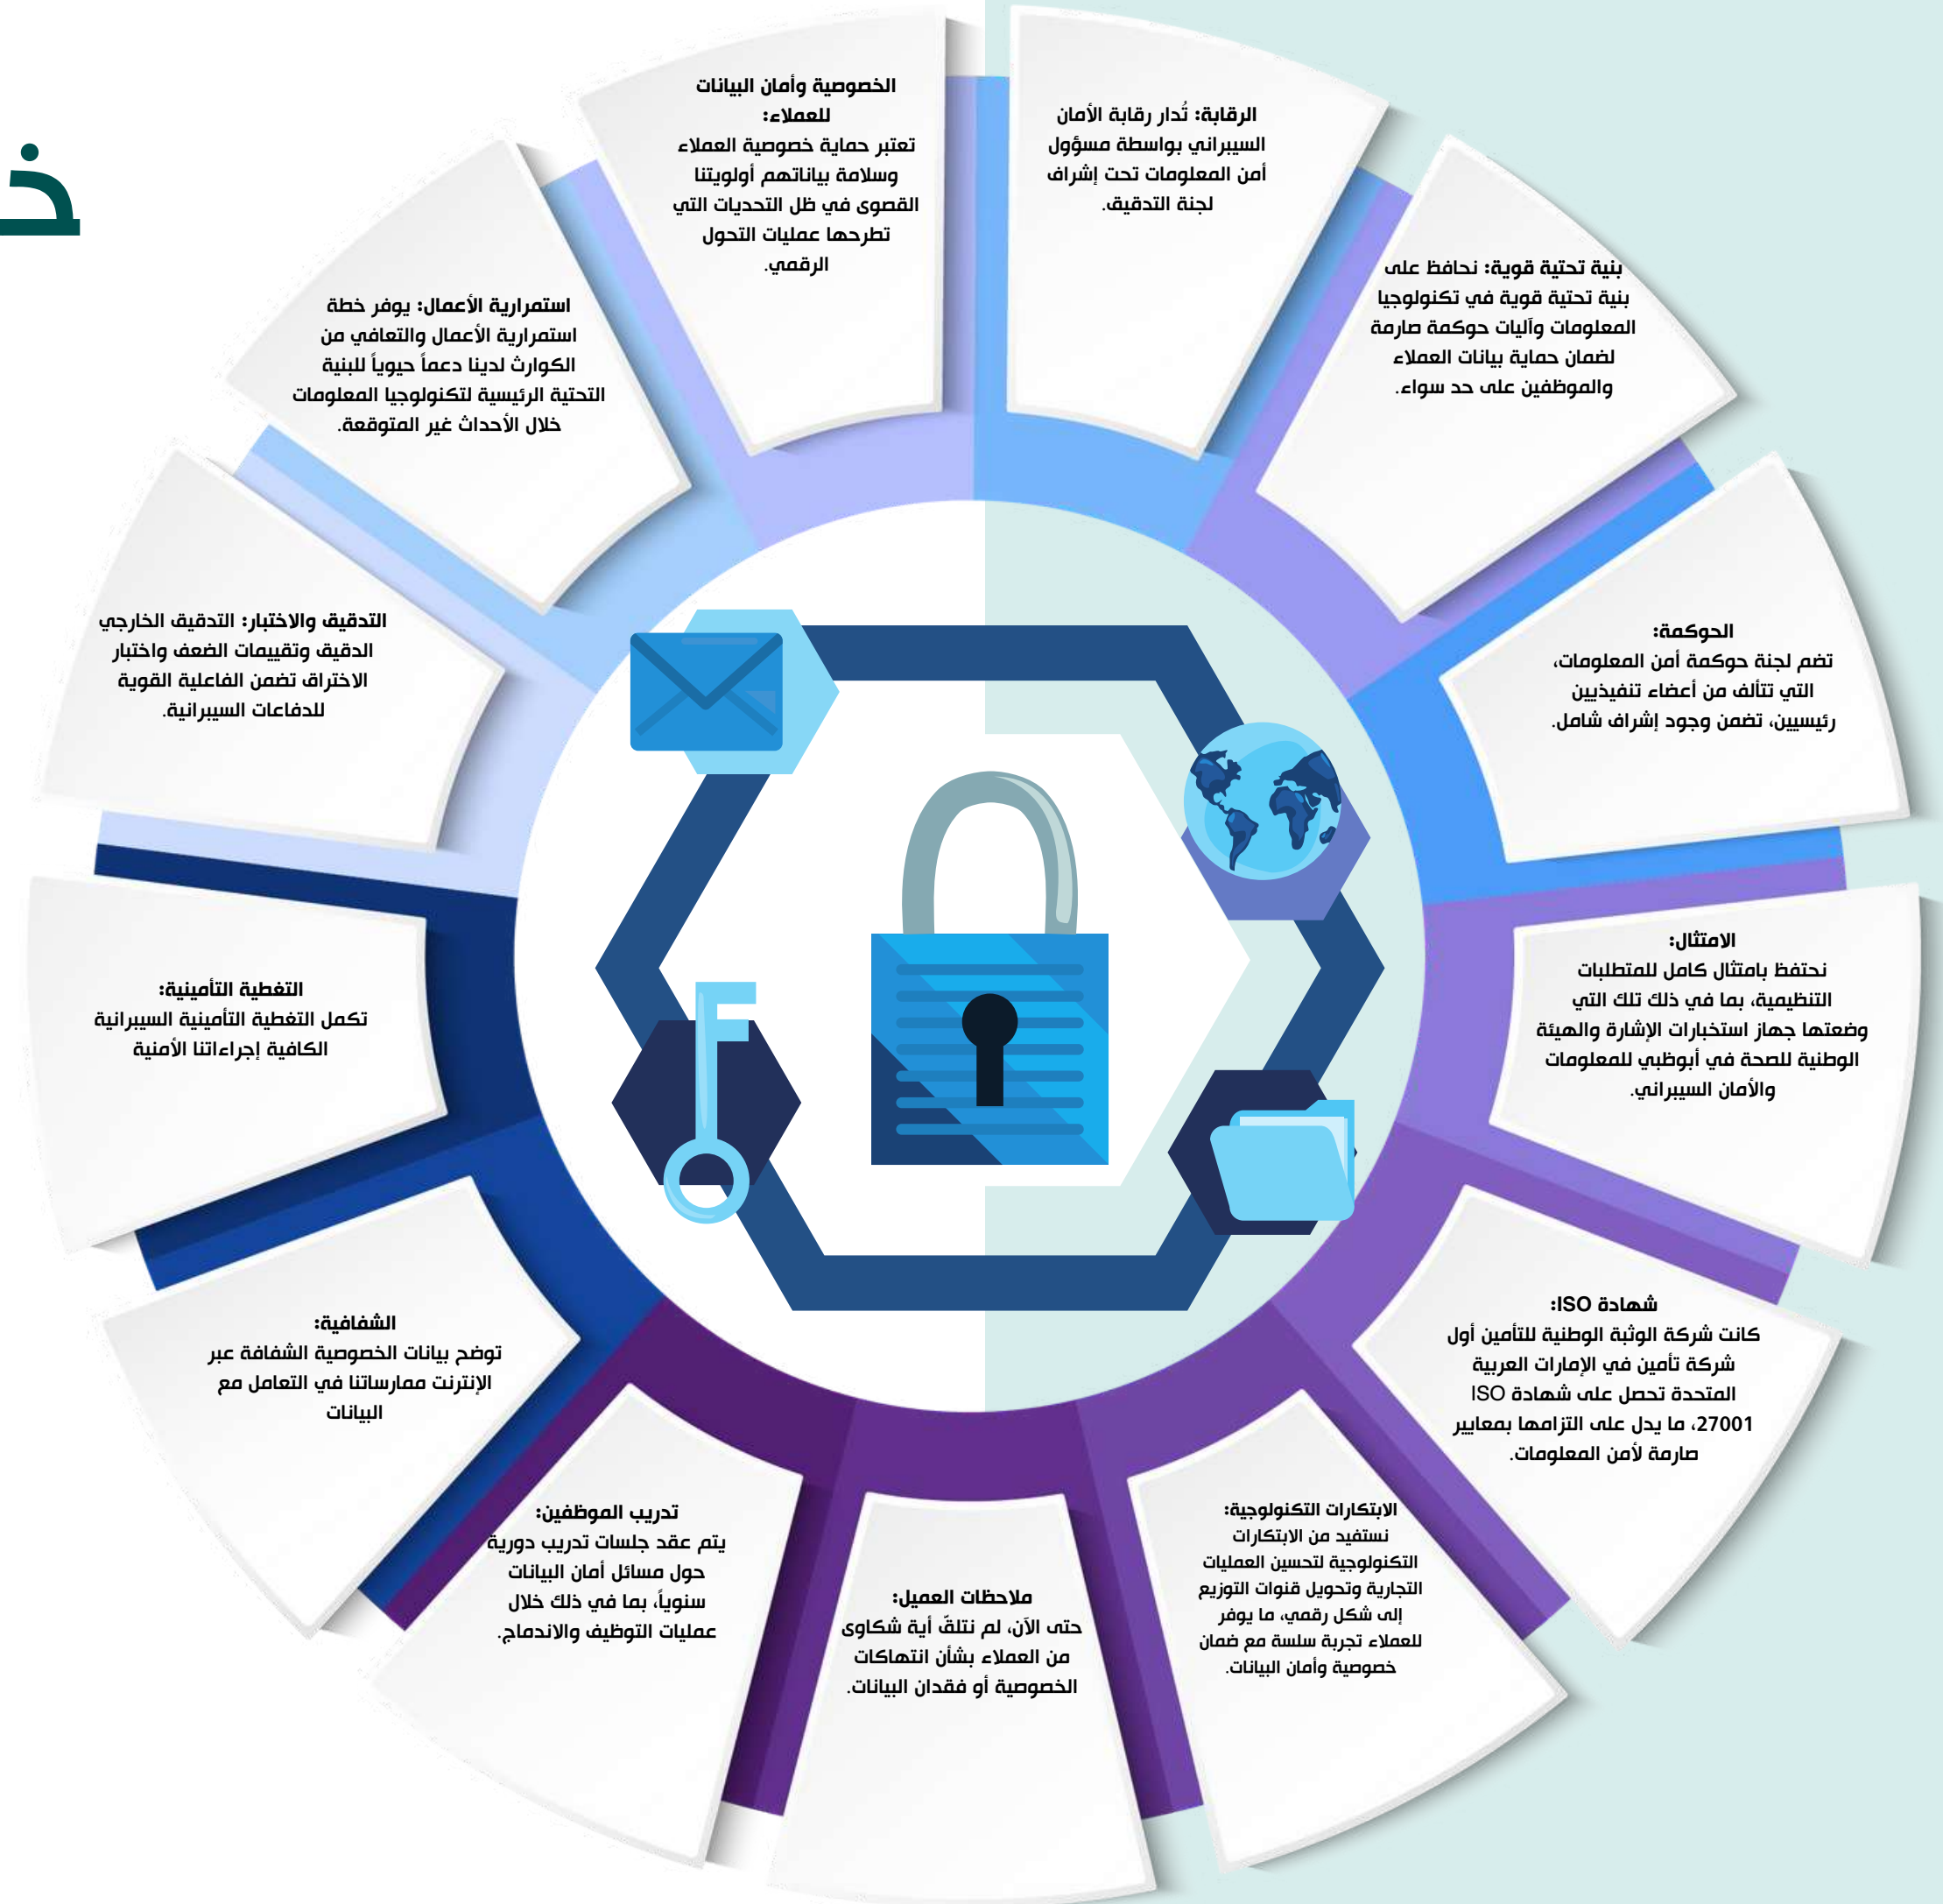 الخصوصية وأمان البيانات
للعملاء:
تعتبر حماية خصوصية العملاء
وسلامة بياناتهم أولويتنا
القصوى في ظل التحديات التي
تطرحها عمليات التحول
الرقمي.
الرقابة: تُدار رقابة الأمان
السيبراني بواسطة مسؤول
أمن المعلومات تحت إشراف
لجنة التدقيق.
بنية تحتية قوية: نحافظ على
بنية تحتية قوية في تكنولوجيا
المعلومات وآليات حوكمة صارمة
لضمان حماية بيانات العملاء
والموظفين على حد سواء.
الحوكمة:
تضم لجنة حوكمة أمن المعلومات،
التي تتألف من أعضاء تنفيذيين
رئيسيين، تضمن وجود إشراف شامل.
الامتثال:
نحتفظ بامتثال كامل للمتطلبات
التنظيمية، بما في ذلك تلك التي
وضعتها جهاز استخبارات الإشارة والهيئة
الوطنية للصحة في أبوظبي للمعلومات
والأمان السيبراني.
شهادة ISO:
كانت شركة الوثبة الوطنية للتأمين أول
شركة تأمين في الإمارات العربية
المتحدة تحصل على شهادة ISO
27001، ما يدل على التزامها بمعايير
صارمة لأمن المعلومات.
الابتكارات التكنولوجية:
نستفيد من الابتكارات
التكنولوجية لتحسين العمليات
التجارية وتحويل قنوات التوزيع
إلى شكل رقمي، ما يوفر
للعملاء تجربة سلسة مع ضمان
خصوصية وأمان البيانات.
ملاحظات العميل:
حتى الآن، لم نتلقّ أية شكاوى
من العملاء بشأن انتهاكات
الخصوصية أو فقدان البيانات.
تدريب الموظفين:
يتم عقد جلسات تدريب دورية
حول مسائل أمان البيانات
سنوياً، بما في ذلك خلال
عمليات التوظيف والاندماج.
الشفافية:
توضح بيانات الخصوصية الشفافة عبر
الإنترنت ممارساتنا في التعامل مع
البيانات
التغطية التأمينية:
تكمل التغطية التأمينية السيبرانية
الكافية إجراءاتنا الأمنية
التدقيق والاختبار: التدقيق الخارجي
الدقيق وتقييمات الضعف واختبار
الاختراق تضمن الفاعلية القوية
للدفاعات السيبرانية.
استمرارية الأعمال: يوفر خطة
استمرارية الأعمال والتعافي من
الكوارث لدينا دعماً حيوياً للبنية
التحتية الرئيسية لتكنولوجيا المعلومات
خلال الأحداث غير المتوقعة.